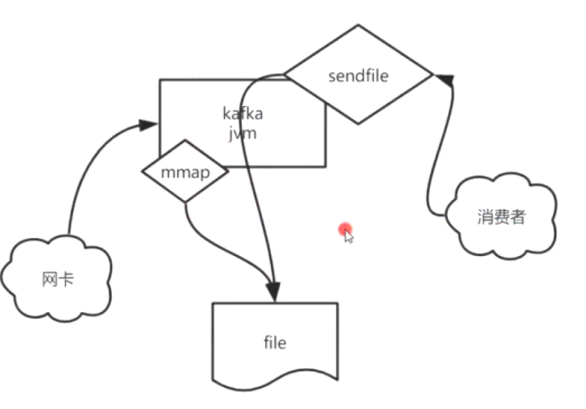 sendfile
kafka
jvm
mmap
消费者
网卡
file